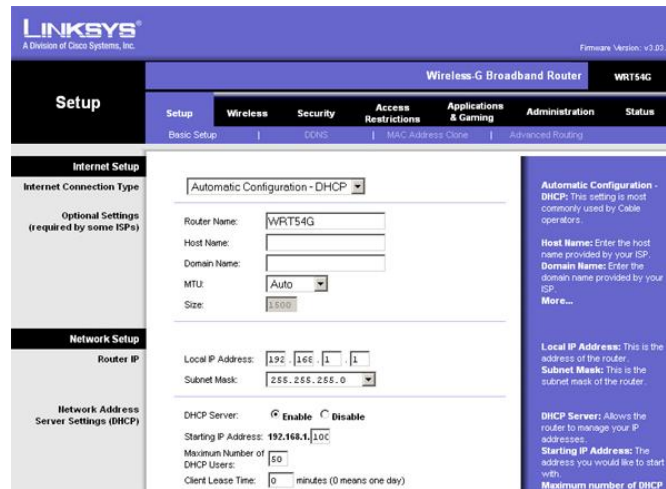 LINKSYS®
A Division of Cisco Systems, Inc.
Firmware Version: v3.03.
Wireless-G Broadband Router WRT54G
Setup
Setup Wireless Security Access Restrictions Applications & Gaming Administration Status
Basic Setup | DDNS | MAC Address Clone | Advanced Routing
Internet Setup
Internet Connection Type
Automatic Configuration - DHCP
Optional Settings
(required by some ISPs)
Router Name: WRT54G
Host Name:
Domain Name:
MTU: Auto
Size: 1500
Network Setup
Router IP
Local IP Address: 192 . 168 . 1 . 1
Subnet Mask: 255.255.255.0
Network Address
Server Settings (DHCP)
DHCP Server: Enable Disable
Starting IP Address: 192.168.1. 100
Maximum Number of
DHCP Users: 50
Client Lease Time: 0 minutes (0 means one day)
Automatic Configuration -
DHCP: This setting is most
commonly used by Cable
operators.
Host Name: Enter the host
name provided by your ISP.
Domain Name: Enter the
domain name provided by your
ISP.
More...
Local IP Address: This is the
address of the router.
Subnet Mask: This is the
subnet mask of the router.
DHCP Server: Allows the
router to manage your IP
addresses.
Starting IP Address: The
address you would like to start
with.
Maximum number of DHCP